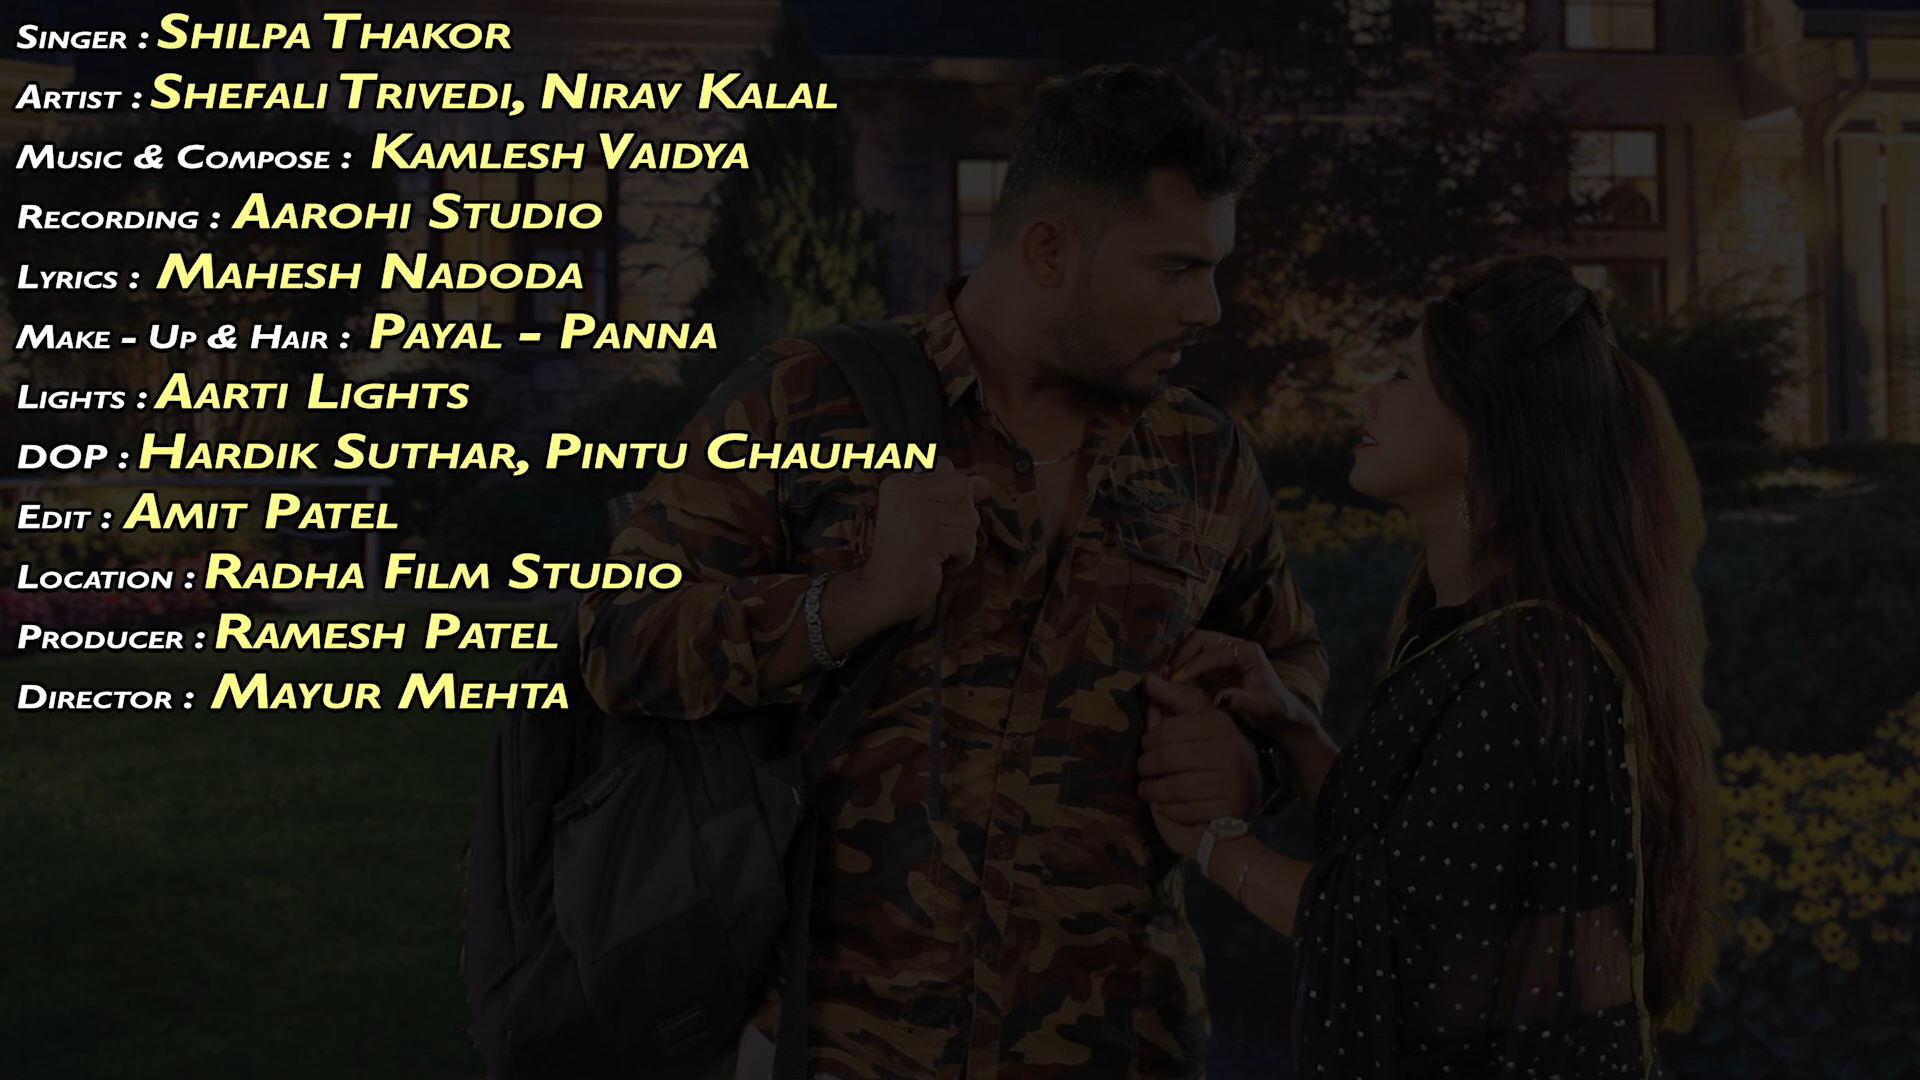 Singer : Shilpa Thakor
Artist : Shefali Trivedi, Nirav Kalal
Music & Compose : Kamlesh Vaidya
Recording : Aarohi Studio
Lyrics : Mahesh Nadoda
Make - Up & Hair : Payal - Panna
Lights : Aarti Lights
DOP : Hardik Suthar, Pintu Chauhan
Edit : Amit Patel
Location : Radha Film Studio
Producer : Ramesh Patel
Director : Mayur Mehta